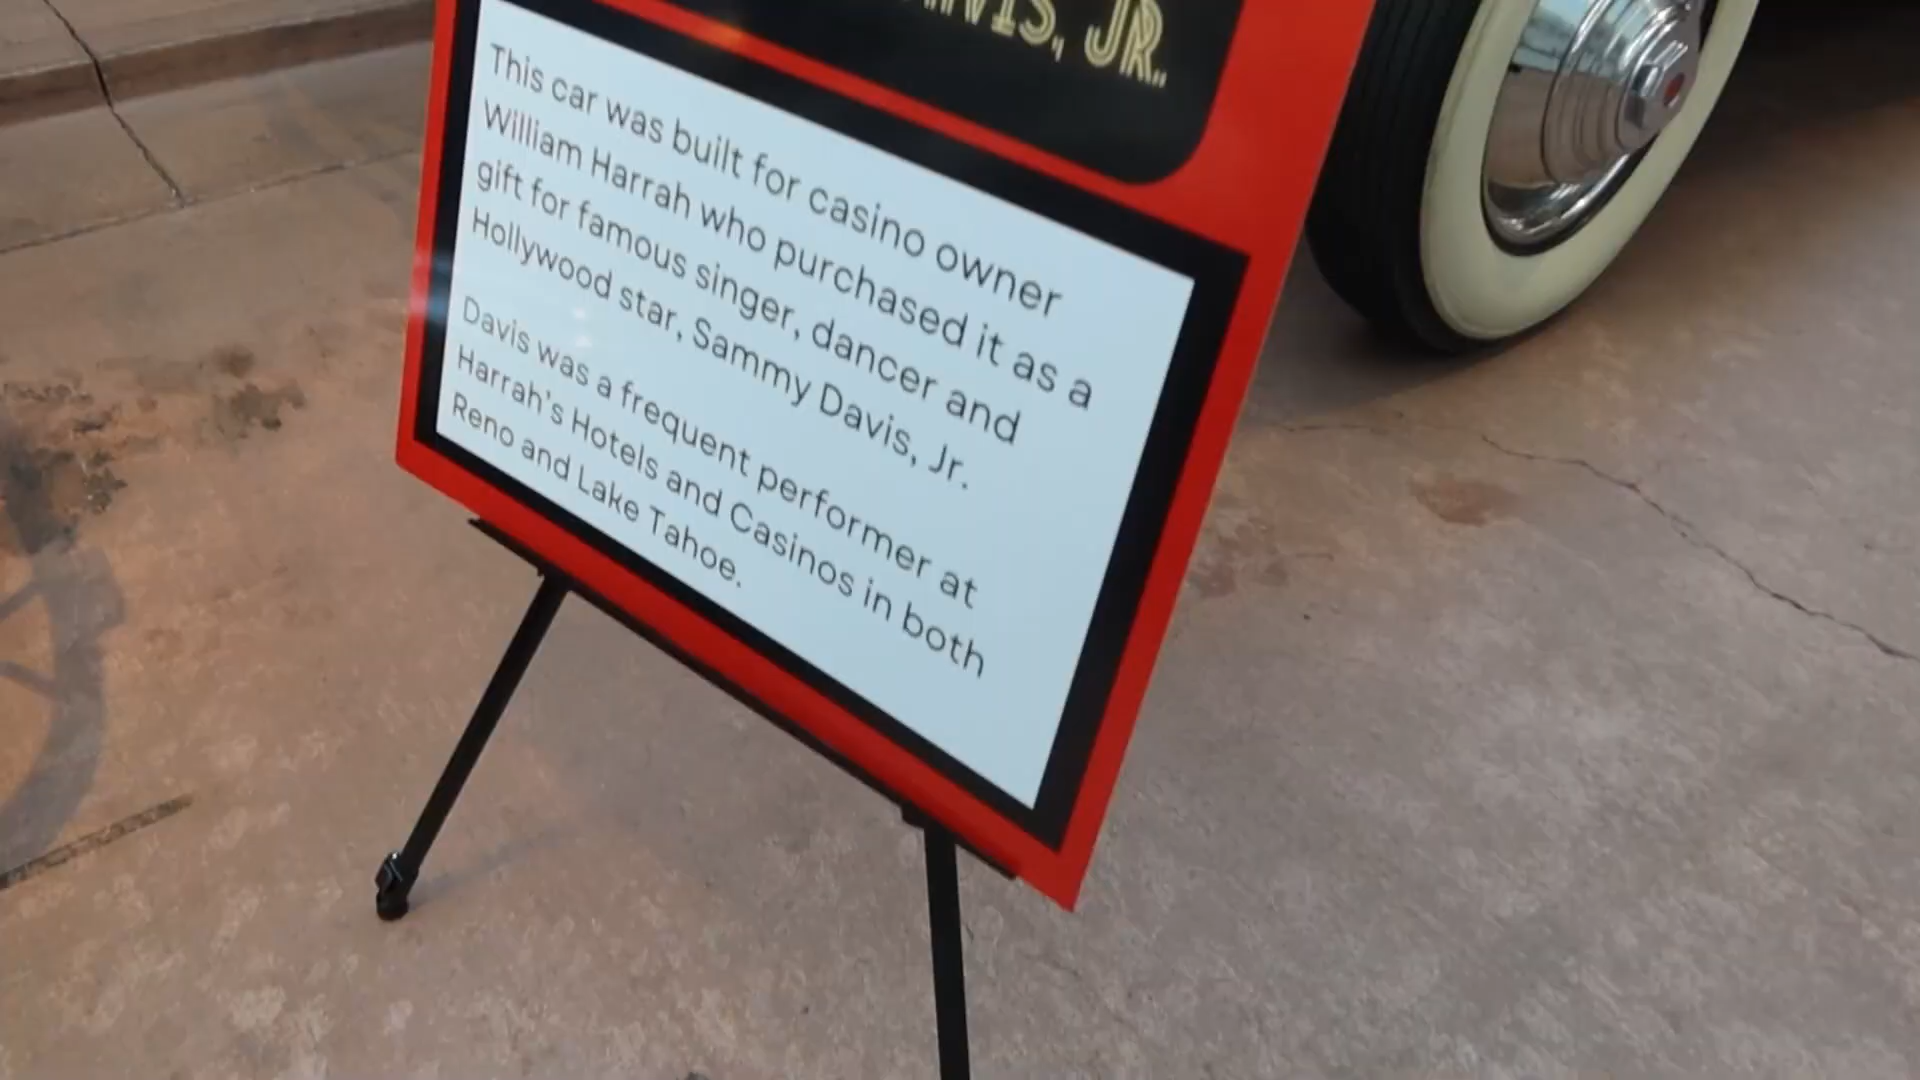 DAVIS, JR.
This car was built for casino owner
William Harrah who purchased it as a
gift for famous singer, dancer and
Hollywood star, Sammy Davis, Jr.
Davis was a frequent performer at
Harrah's Hotels and Casinos in both
Reno and Lake Tahoe.